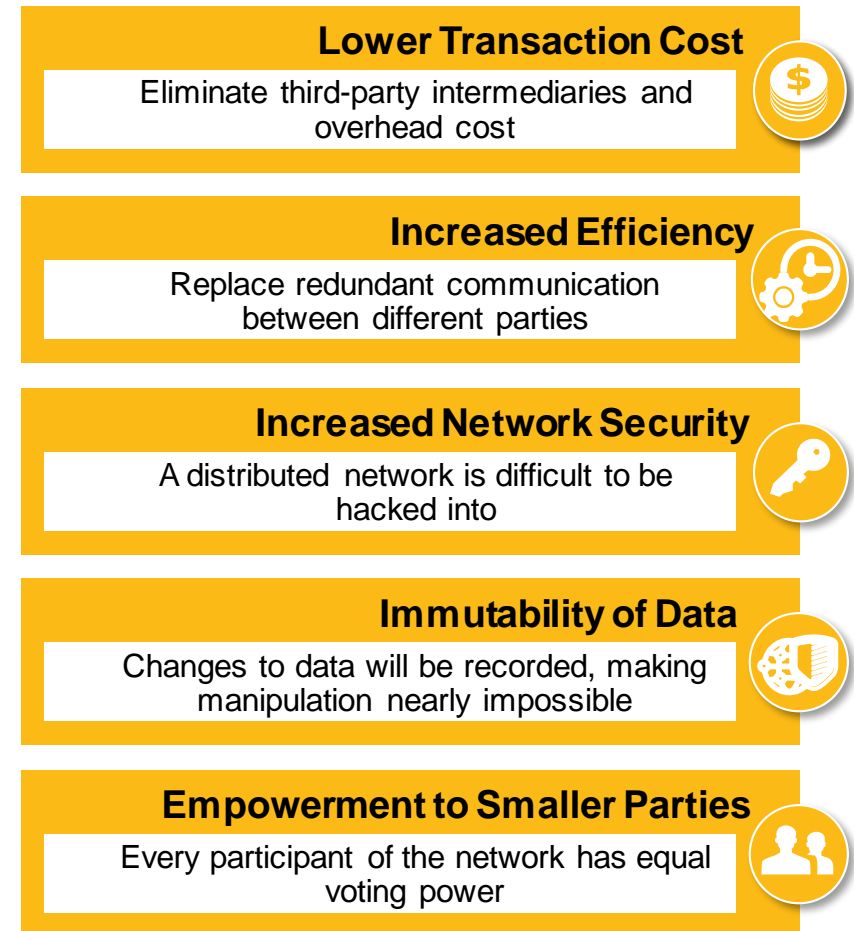 Lower Transaction Cost
Eliminate third-party intermediaries and
overhead cost
$
Increased Efficiency
Replace redundant communication
between different parties
Increased Network Security
A distributed network is difficult to be
hacked into
Immutability of Data
Changes to data will be recorded, making
manipulation nearly impossible
Empowerment to Smaller Parties
Every participant of the network has equal
voting power